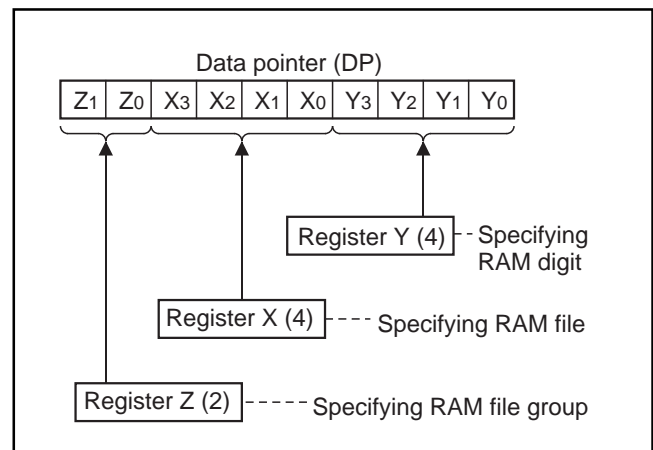 Data pointer (DP)
Z1 Z0 X3 X2 X1 X0 Y3 Y2 Y1 Y0
Register Y (4) Specifying
RAM digit
Register X (4) Specifying RAM file
Register Z (2) Specifying RAM file group